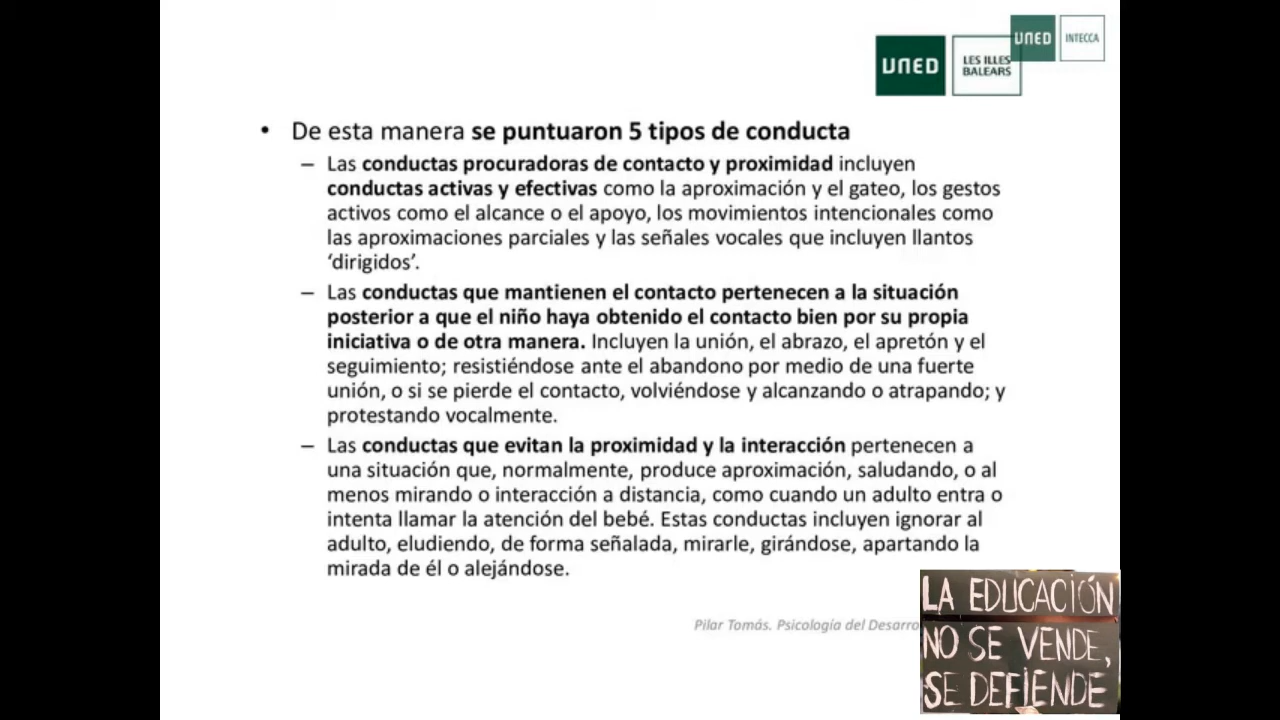 UNED INTECCA
UNED LES ILLES
BALEARS
• De esta manera se puntuaron 5 tipos de conducta
– Las conductas procuradoras de contacto y proximidad incluyen
conductas activas y efectivas como la aproximación y el gateo, los gestos
activos como el alcance o el apoyo, los movimientos intencionales como
las aproximaciones parciales y las señales vocales que incluyen llantos
‘dirigidos’.
– Las conductas que mantienen el contacto pertenecen a la situación
posterior a que el niño haya obtenido el contacto bien por su propia
iniciativa o de otra manera. Incluyen la unión, el abrazo, el apretón y el
seguimiento; resistiéndose ante el abandono por medio de una fuerte
unión, o si se pierde el contacto, volviéndose y alcanzando o atrapando; y
protestando vocalmente.
– Las conductas que evitan la proximidad y la interacción pertenecen a
una situación que, normalmente, produce aproximación, saludando, o al
menos mirando o interacción a distancia, como cuando un adulto entra o
intenta llamar la atención del bebé. Estas conductas incluyen ignorar al
adulto, eludiendo, de forma señalada, mirarle, girándose, apartando la
mirada de él o alejándose.
Pilar Tomás. Psicología del Desarro
LA EDUCACIÓN
NO SE VENDE,
SE DEFIENDE